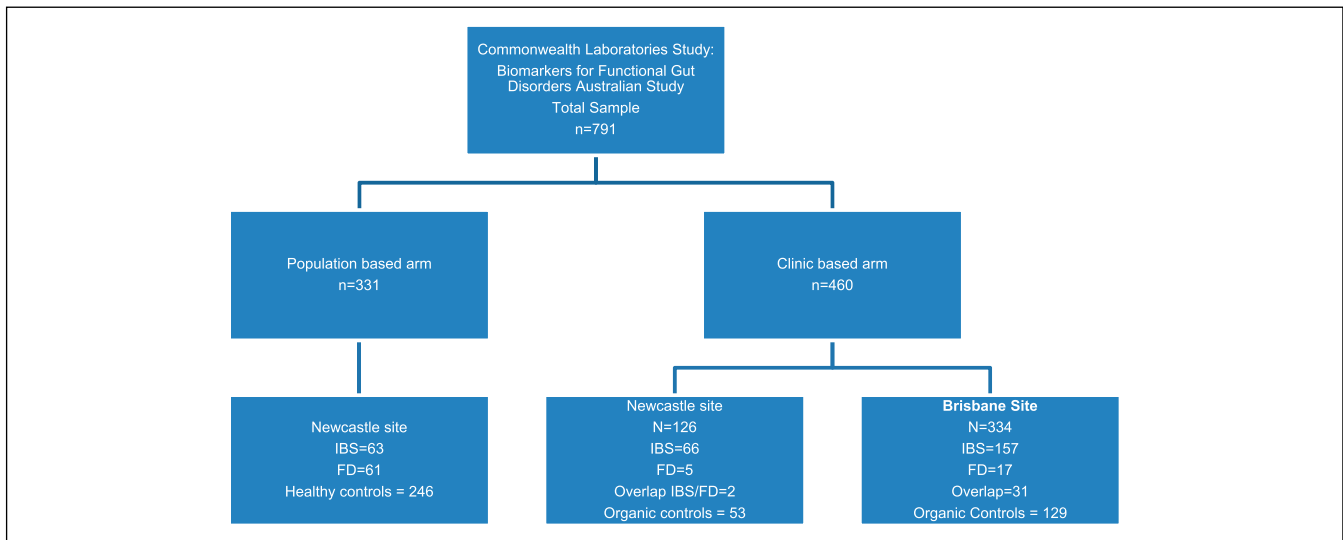 Commonwealth Laboratories Study:
Biomarkers for Functional Gut
Disorders Australian Study
Total Sample
n=791
Population based arm
n=331
Clinic based arm
n=460
Newcastle site
IBS=63
FD=61
Healthy controls = 246
Newcastle site
N=126
IBS=66
FD=5
Overlap IBS/FD=2
Organic controls = 53
Brisbane Site
N=334
IBS=157
FD=17
Overlap=31
Organic Controls = 129